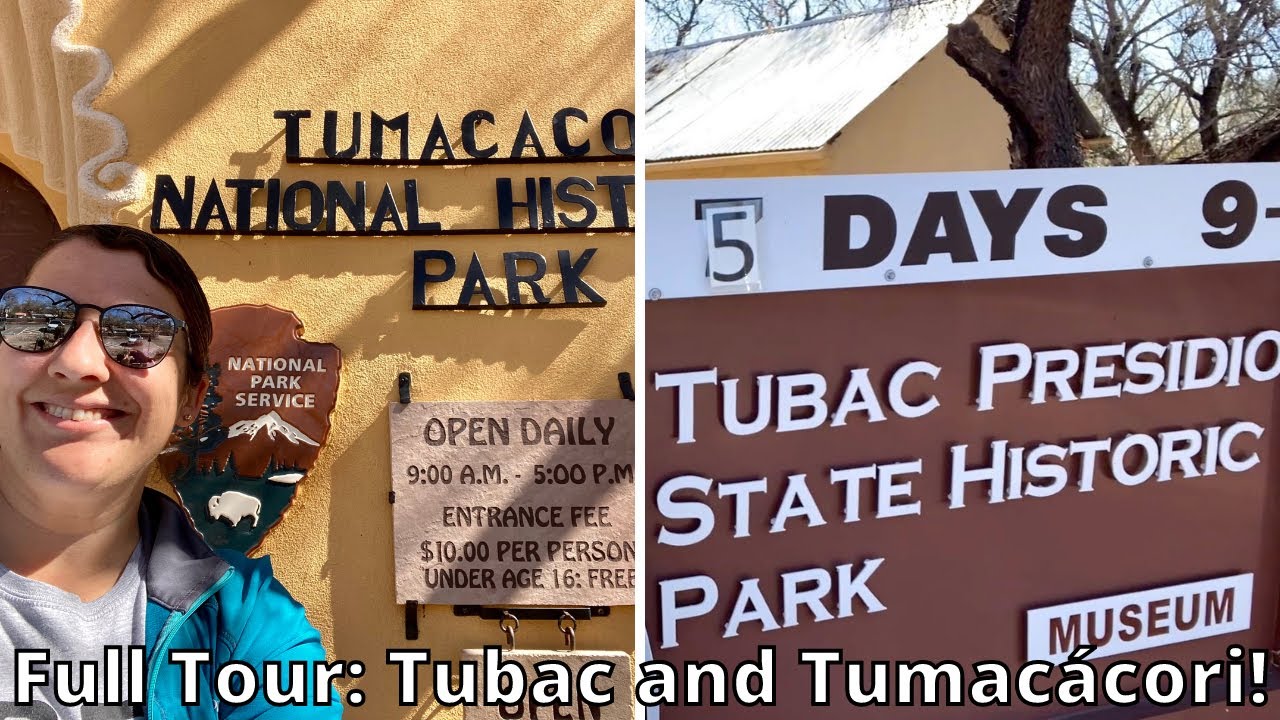 TUMACACO
NATIONAL HIST
PARK
NATIONAL
PARK
SERVICE
OPEN DAILY
9:00 A.M. - 5:00 P.M
ENTRANCE FEE
$10.00 PER PERSON
UNDER AGE 16: FREE
OPEN
5 DAYS 9-
TUBAC PRESIDIO
STATE HISTORIC
PARK
MUSEUM
Full Tour: Tubac and Tumacácori!